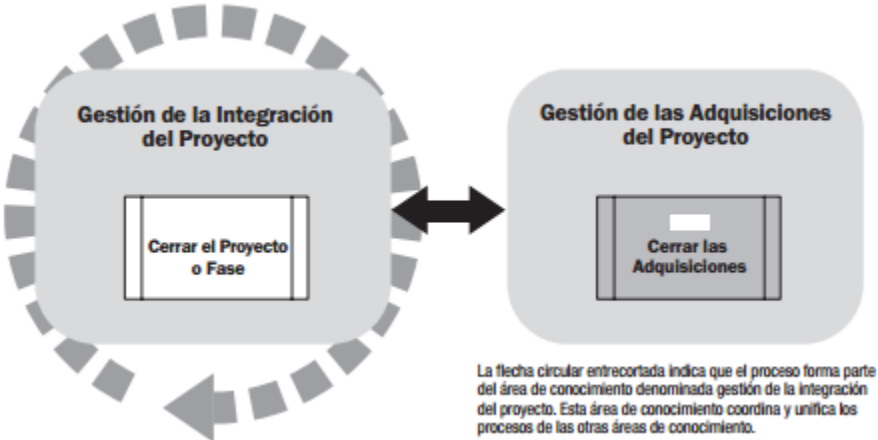 Gestión de la Integración
del Proyecto
Cerrar el Proyecto
o Fase
Gestión de las Adquisiciones
del Proyecto
Cerrar las
Adquisiciones
La flecha circular entrecortada indica que el proceso forma parte
del área de conocimiento denominada gestión de la integración
del proyecto. Esta área de conocimiento coordina y unifica los
procesos de las otras áreas de conocimiento.